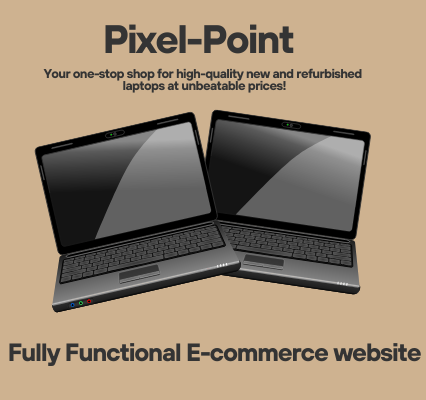 Pixel-Point
Your one-stop shop for high-quality new and refurbished
laptops at unbeatable prices!
Fully Functional E-commerce website